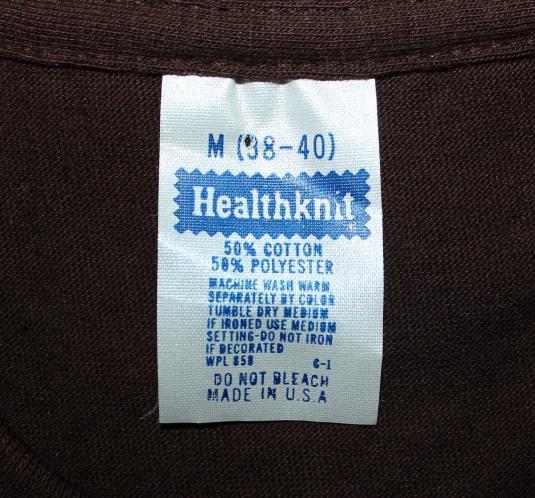 M (38-40)
Healthknit
50% COTTON
50% POLYESTER
MACHINE WASH WARM
SEPARATELY BY COLOR
TUMBLE DRY MEDIUM
IF IRONED USE MEDIUM
SETTING-DO NOT IRON
IF DECORATED
WPL 858 C-1
DO NOT BLEACH
MADE IN U.S.A